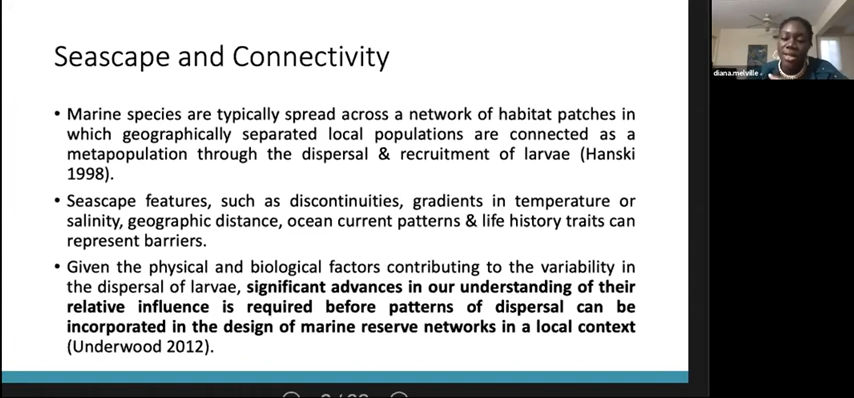 Seascape and Connectivity
• Marine species are typically spread across a network of habitat patches in
which geographically separated local populations are connected as a
metapopulation through the dispersal & recruitment of larvae (Hanski
1998).
• Seascape features, such as discontinuities, gradients in temperature or
salinity, geographic distance, ocean current patterns & life history traits can
represent barriers.
• Given the physical and biological factors contributing to the variability in
the dispersal of larvae, significant advances in our understanding of their
relative influence is required before patterns of dispersal can be
incorporated in the design of marine reserve networks in a local context
(Underwood 2012).
diana.melville